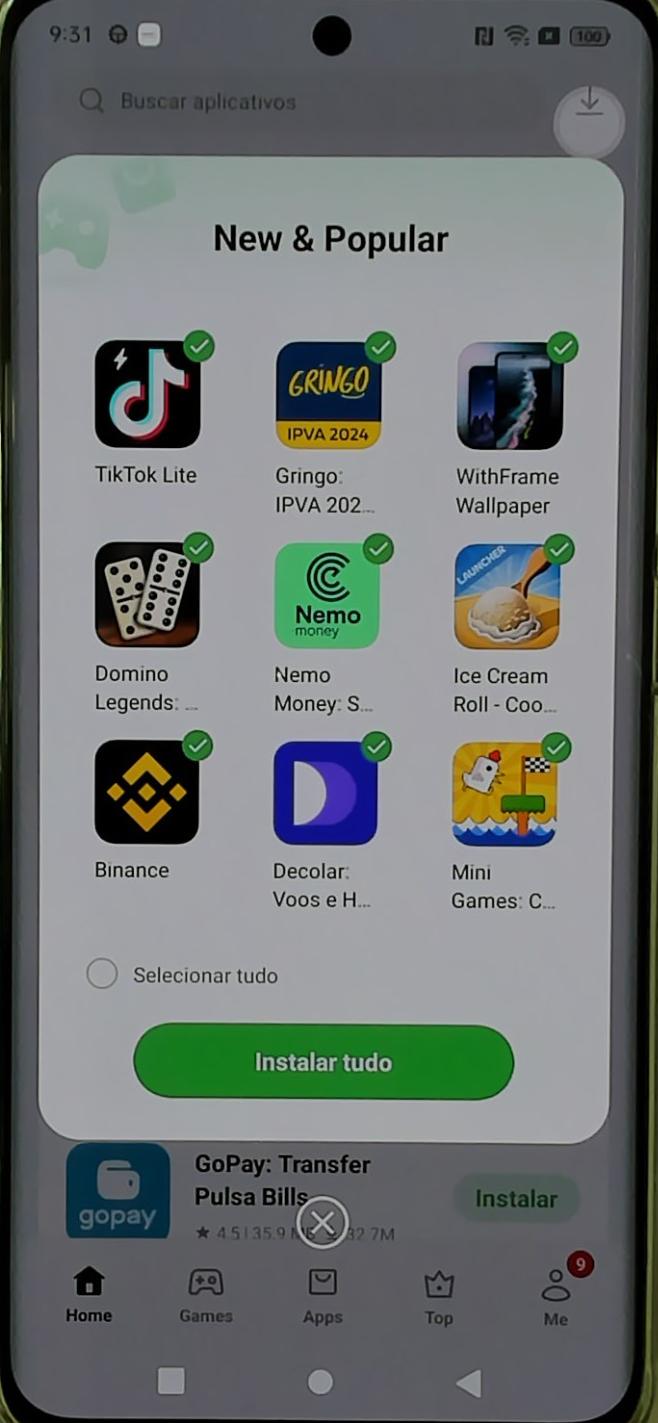 9:31
100
Buscar aplicativos
New & Popular
GRINGO
IPVA 2024
TikTok Lite
Gringo:
IPVA 202...
WithFrame
Wallpaper
Nemo
money
LAUNCHER
Domino
Legends: ...
Nemo
Money: S...
Ice Cream
Roll - Coo...
Binance
Decolar:
Voos e H...
Mini
Games: C...
Selecionar tudo
Instalar tudo
gopay
GoPay: Transfer
Pulsa Bills
★ 4.5 | 35.9 32.7M
Instalar
9
Home
Games
Apps
Top
Me